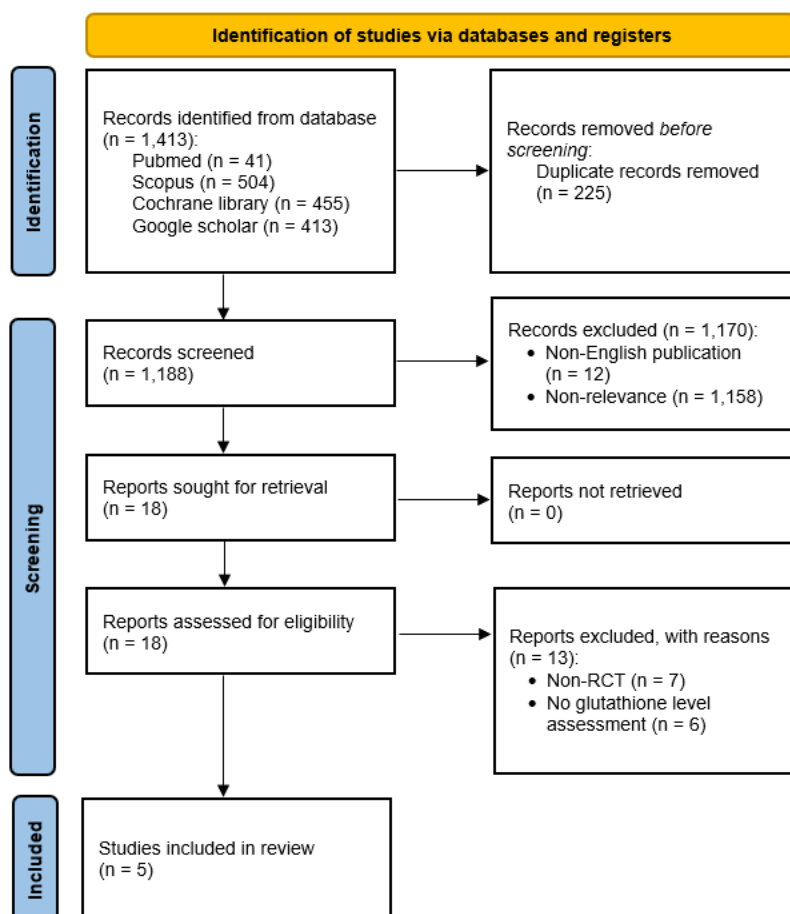 Identification of studies via databases and registers
Identification
Records identified from database
(n = 1,413):
Pubmed (n = 41)
Scopus (n = 504)
Cochrane library (n = 455)
Google scholar (n = 413)
Records removed before
screening:
Duplicate records removed
(n = 225)
Screening
Records screened
(n = 1,188)
Records excluded (n = 1,170):
• Non-English publication
(n = 12)
• Non-relevance (n = 1,158)
Reports sought for retrieval
(n = 18)
Reports not retrieved
(n = 0)
Reports assessed for eligibility
(n = 18)
Reports excluded, with reasons
(n = 13):
• Non-RCT (n = 7)
• No glutathione level
assessment (n = 6)
Included
Studies included in review
(n = 5)